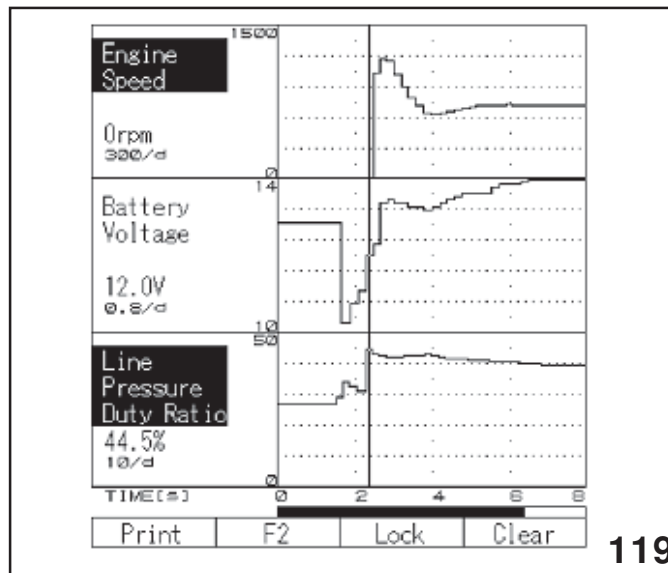 1500
Engine
Speed
0rpm
300/d
0
14
Battery
Voltage
12.0V
0.8/d
10
50
Line
Pressure
Duty Ratio
44.5%
10/d
0
TIME[s] 0 2 4 6 8
Print F2 Lock Clear
119